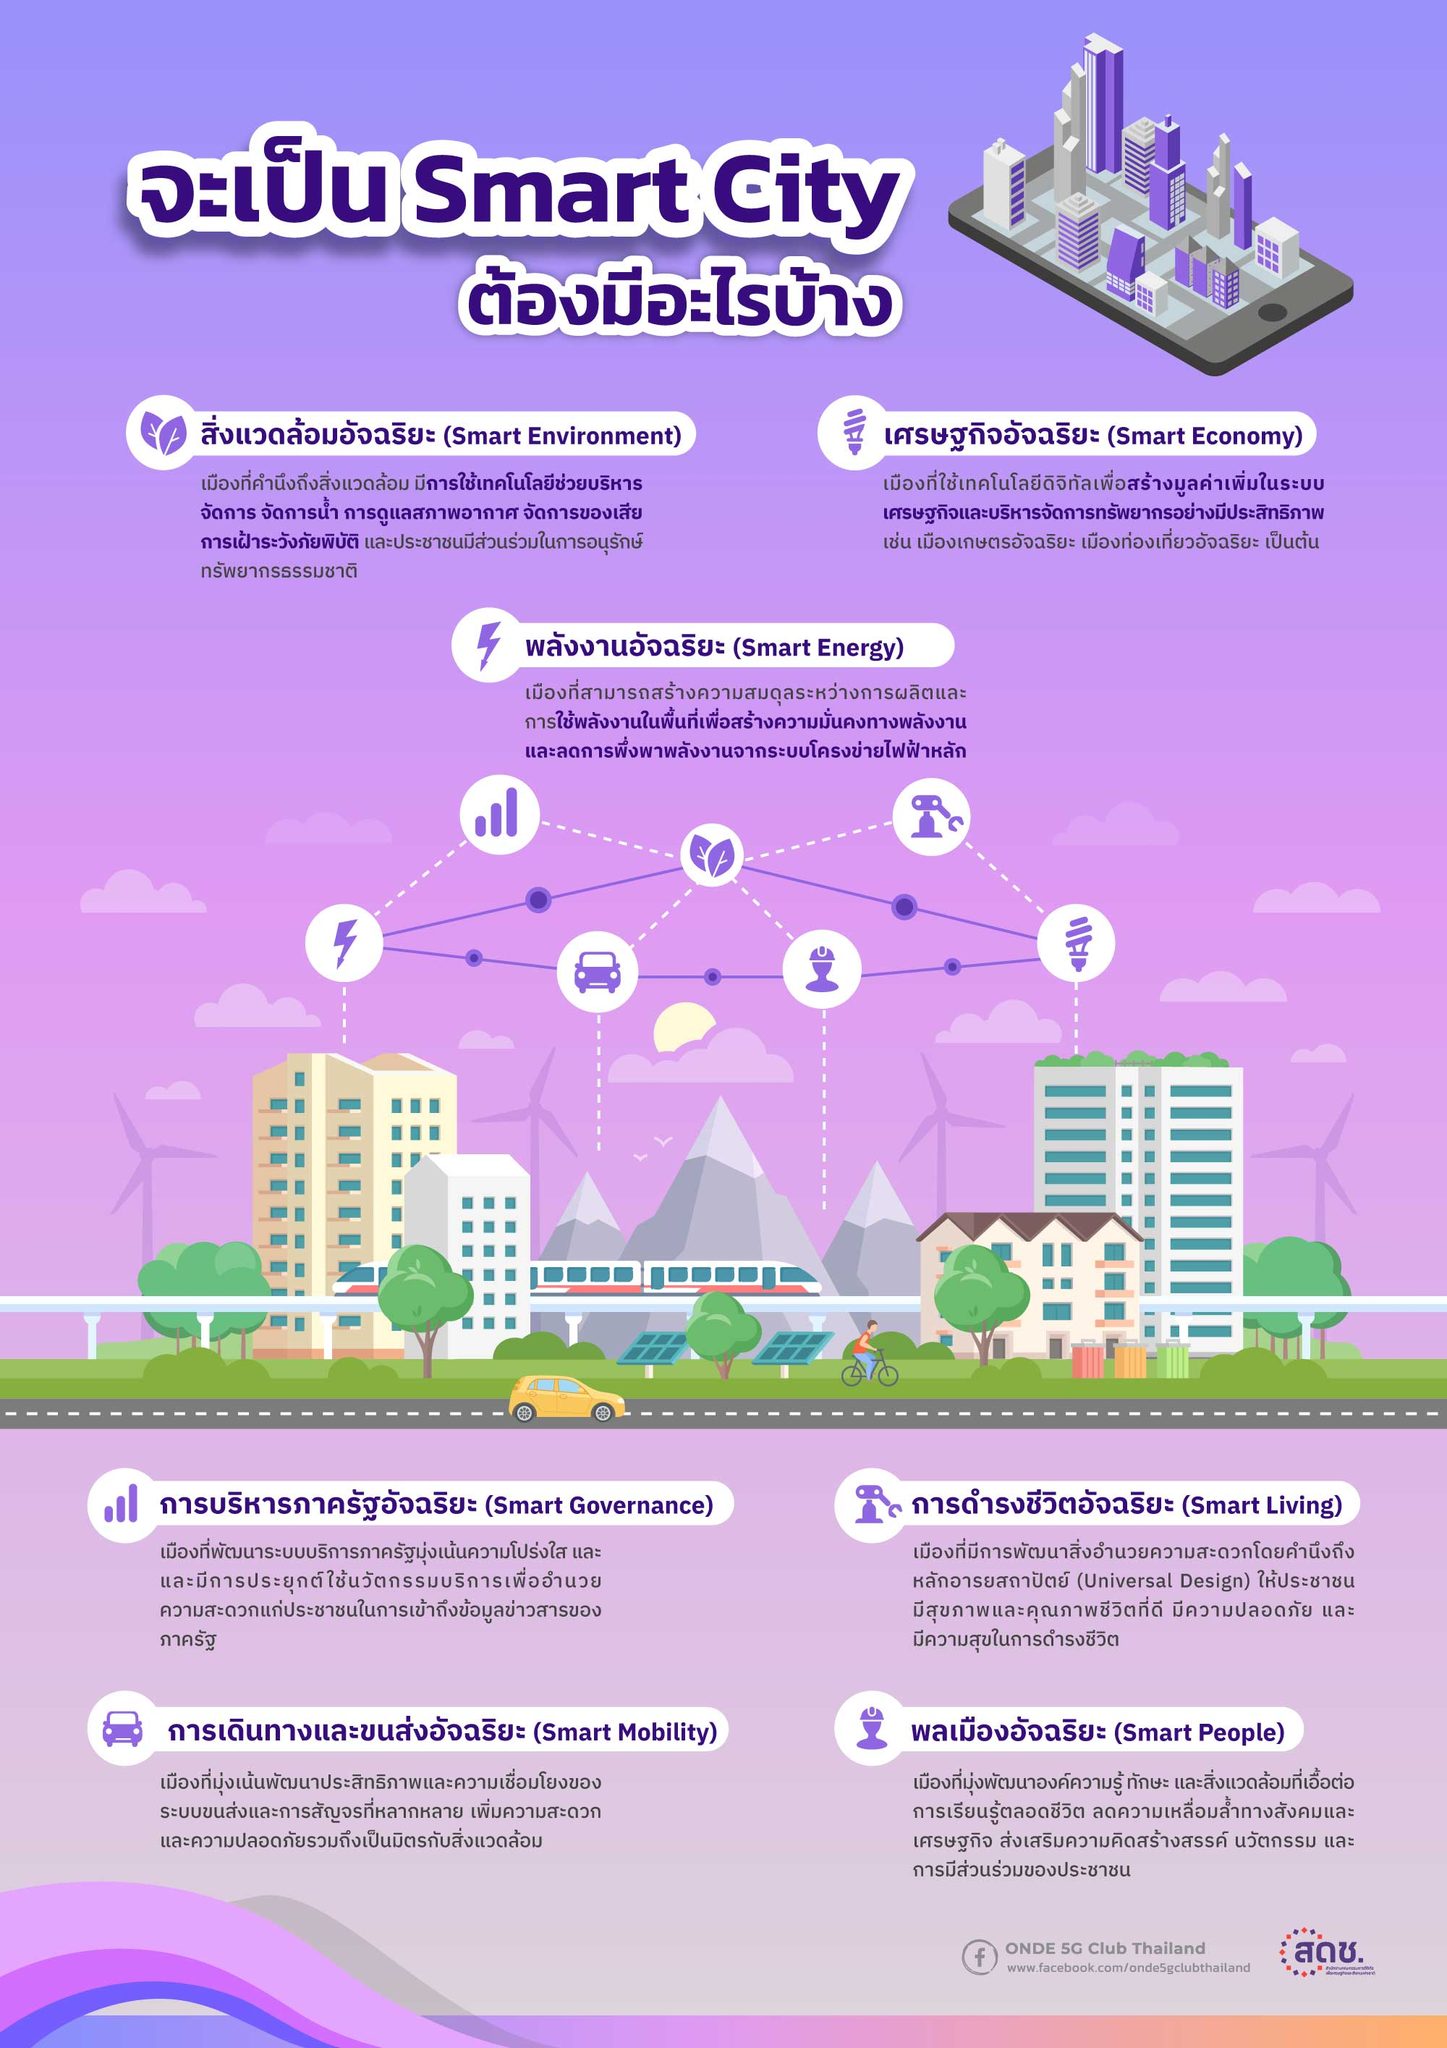 จะเป็น Smart City
ต้องมีอะไรบ้าง
สิ่งแวดล้อมอัจฉริยะ (Smart Environment)
เมืองที่คำนึงถึงสิ่งแวดล้อม มีการใช้เทคโนโลยีช่วยบริหาร
จัดการ จัดการน้ำ การดูแลสภาพอากาศ จัดการของเสีย
การเฝ้าระวังภัยพิบัติ และประชาชนมีส่วนร่วมในการอนุรักษ์
ทรัพยากรธรรมชาติ
เศรษฐกิจอัจฉริยะ (Smart Economy)
เมืองที่ใช้เทคโนโลยีดิจิทัลเพื่อสร้างมูลค่าเพิ่มในระบบ
เศรษฐกิจและบริหารจัดการทรัพยากรอย่างมีประสิทธิภาพ
เช่น เมืองเกษตรอัจฉริยะ เมืองท่องเที่ยวอัจฉริยะ เป็นต้น
พลังงานอัจฉริยะ (Smart Energy)
เมืองที่สามารถสร้างความสมดุลระหว่างการผลิตและ
การใช้พลังงานในพื้นที่เพื่อสร้างความมั่นคงทางพลังงาน
และลดการพึ่งพาพลังงานจากระบบโครงข่ายไฟฟ้าหลัก
การบริหารภาครัฐอัจฉริยะ (Smart Governance)
เมืองที่พัฒนาระบบบริการภาครัฐมุ่งเน้นความโปร่งใส และ
และมีการประยุกต์ใช้นวัตกรรมบริการเพื่ออำนวย
ความสะดวกแก่ประชาชนในการเข้าถึงข้อมูลข่าวสารของ
ภาครัฐ
การดำรงชีวิตอัจฉริยะ (Smart Living)
เมืองที่มีการพัฒนาสิ่งอำนวยความสะดวกโดยคำนึงถึง
หลักอารยสถาปัตย์ (Universal Design) ให้ประชาชน
มีสุขภาพและคุณภาพชีวิตที่ดี มีความปลอดภัย และ
มีความสุขในการดำรงชีวิต
การเดินทางและขนส่งอัจฉริยะ (Smart Mobility)
เมืองที่มุ่งเน้นพัฒนาประสิทธิภาพและความเชื่อมโยงของ
ระบบขนส่งและการสัญจรที่หลากหลาย เพิ่มความสะดวก
และความปลอดภัยรวมถึงเป็นมิตรกับสิ่งแวดล้อม
พลเมืองอัจฉริยะ (Smart People)
เมืองที่มุ่งพัฒนาองค์ความรู้ ทักษะ และสิ่งแวดล้อมที่เอื้อต่อ
การเรียนรู้ตลอดชีวิต ลดความเหลื่อมล้ำทางสังคมและ
เศรษฐกิจ ส่งเสริมความคิดสร้างสรรค์ นวัตกรรม และ
การมีส่วนร่วมของประชาชน
ONDE 5G Club Thailand
www.facebook.com/onde5gclubthailand
สดช.